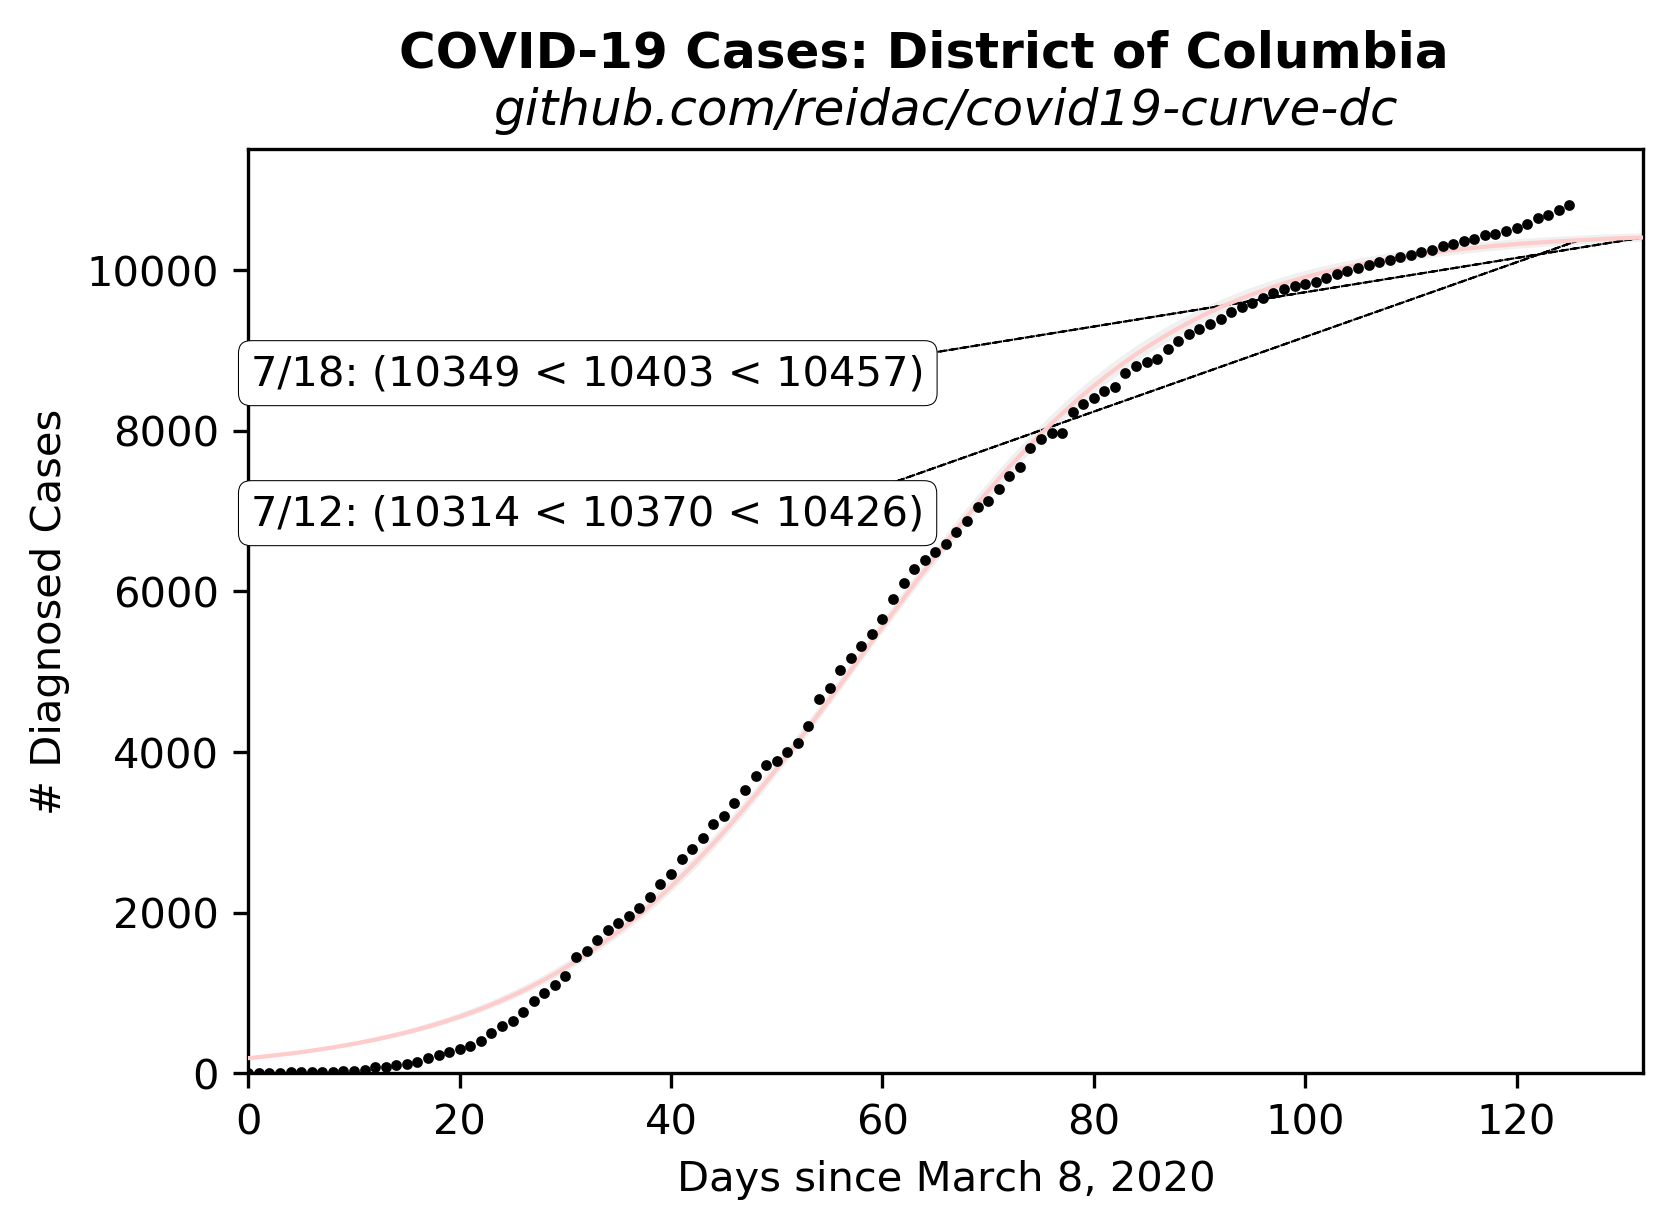 COVID-19 Cases: District of Columbia
github.com/reidac/covid19-curve-dc
# Diagnosed Cases
10000
8000
6000
4000
2000
0
7/18: (10349 < 10403 < 10457)
7/12: (10314 < 10370 < 10426)
0 20 40 60 80 100 120
Days since March 8, 2020